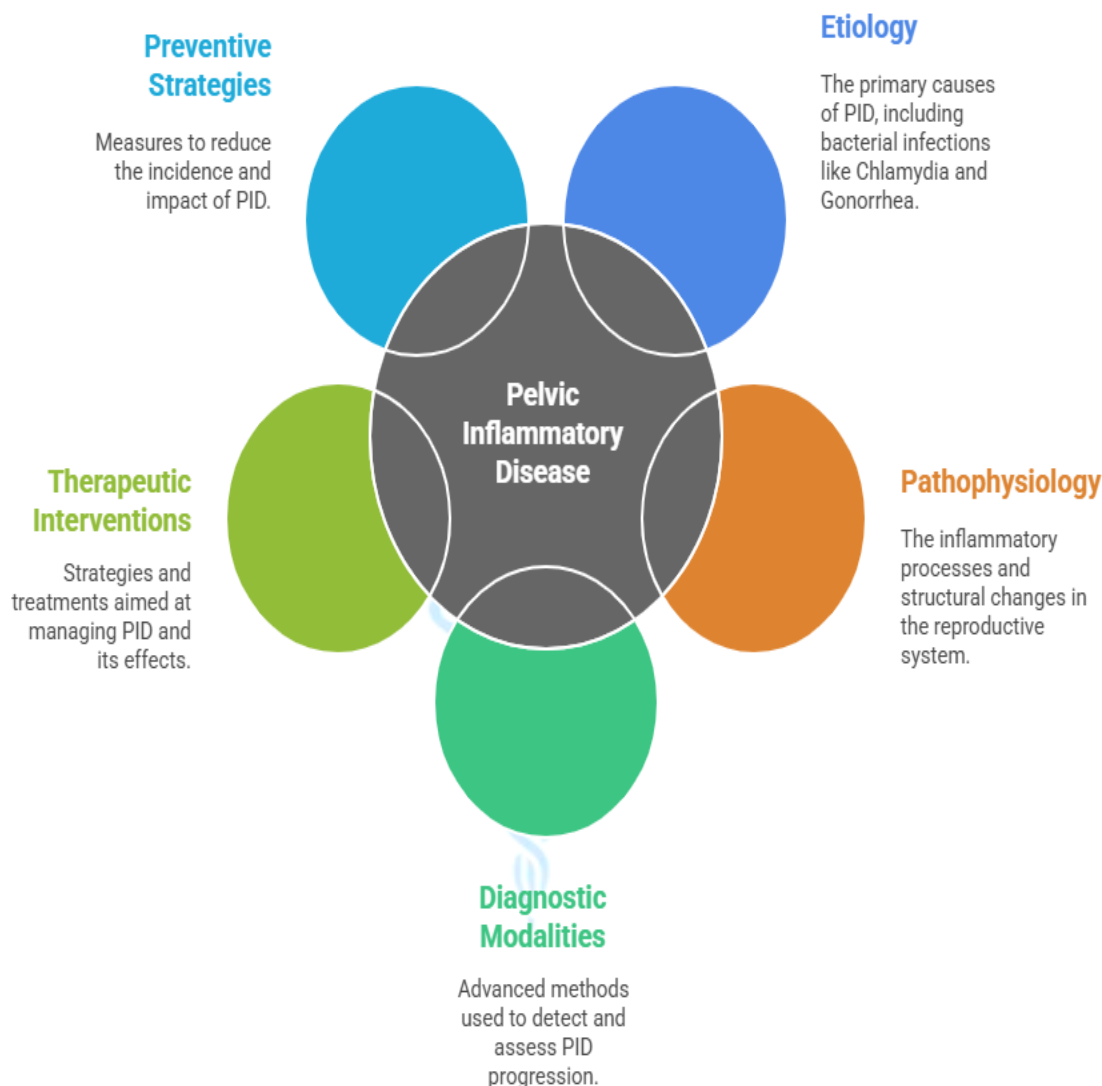 Preventive
Strategies
Measures to reduce
the incidence and
impact of PID.
Etiology
The primary causes
of PID, including
bacterial infections
like Chlamydia and
Gonorrhea.
Pelvic
Inflammatory
Disease
Therapeutic
Interventions
Strategies and
treatments aimed at
managing PID and
its effects.
Pathophysiology
The inflammatory
processes and
structural changes in
the reproductive
system.
Diagnostic
Modalities
Advanced methods
used to detect and
assess PID
progression.